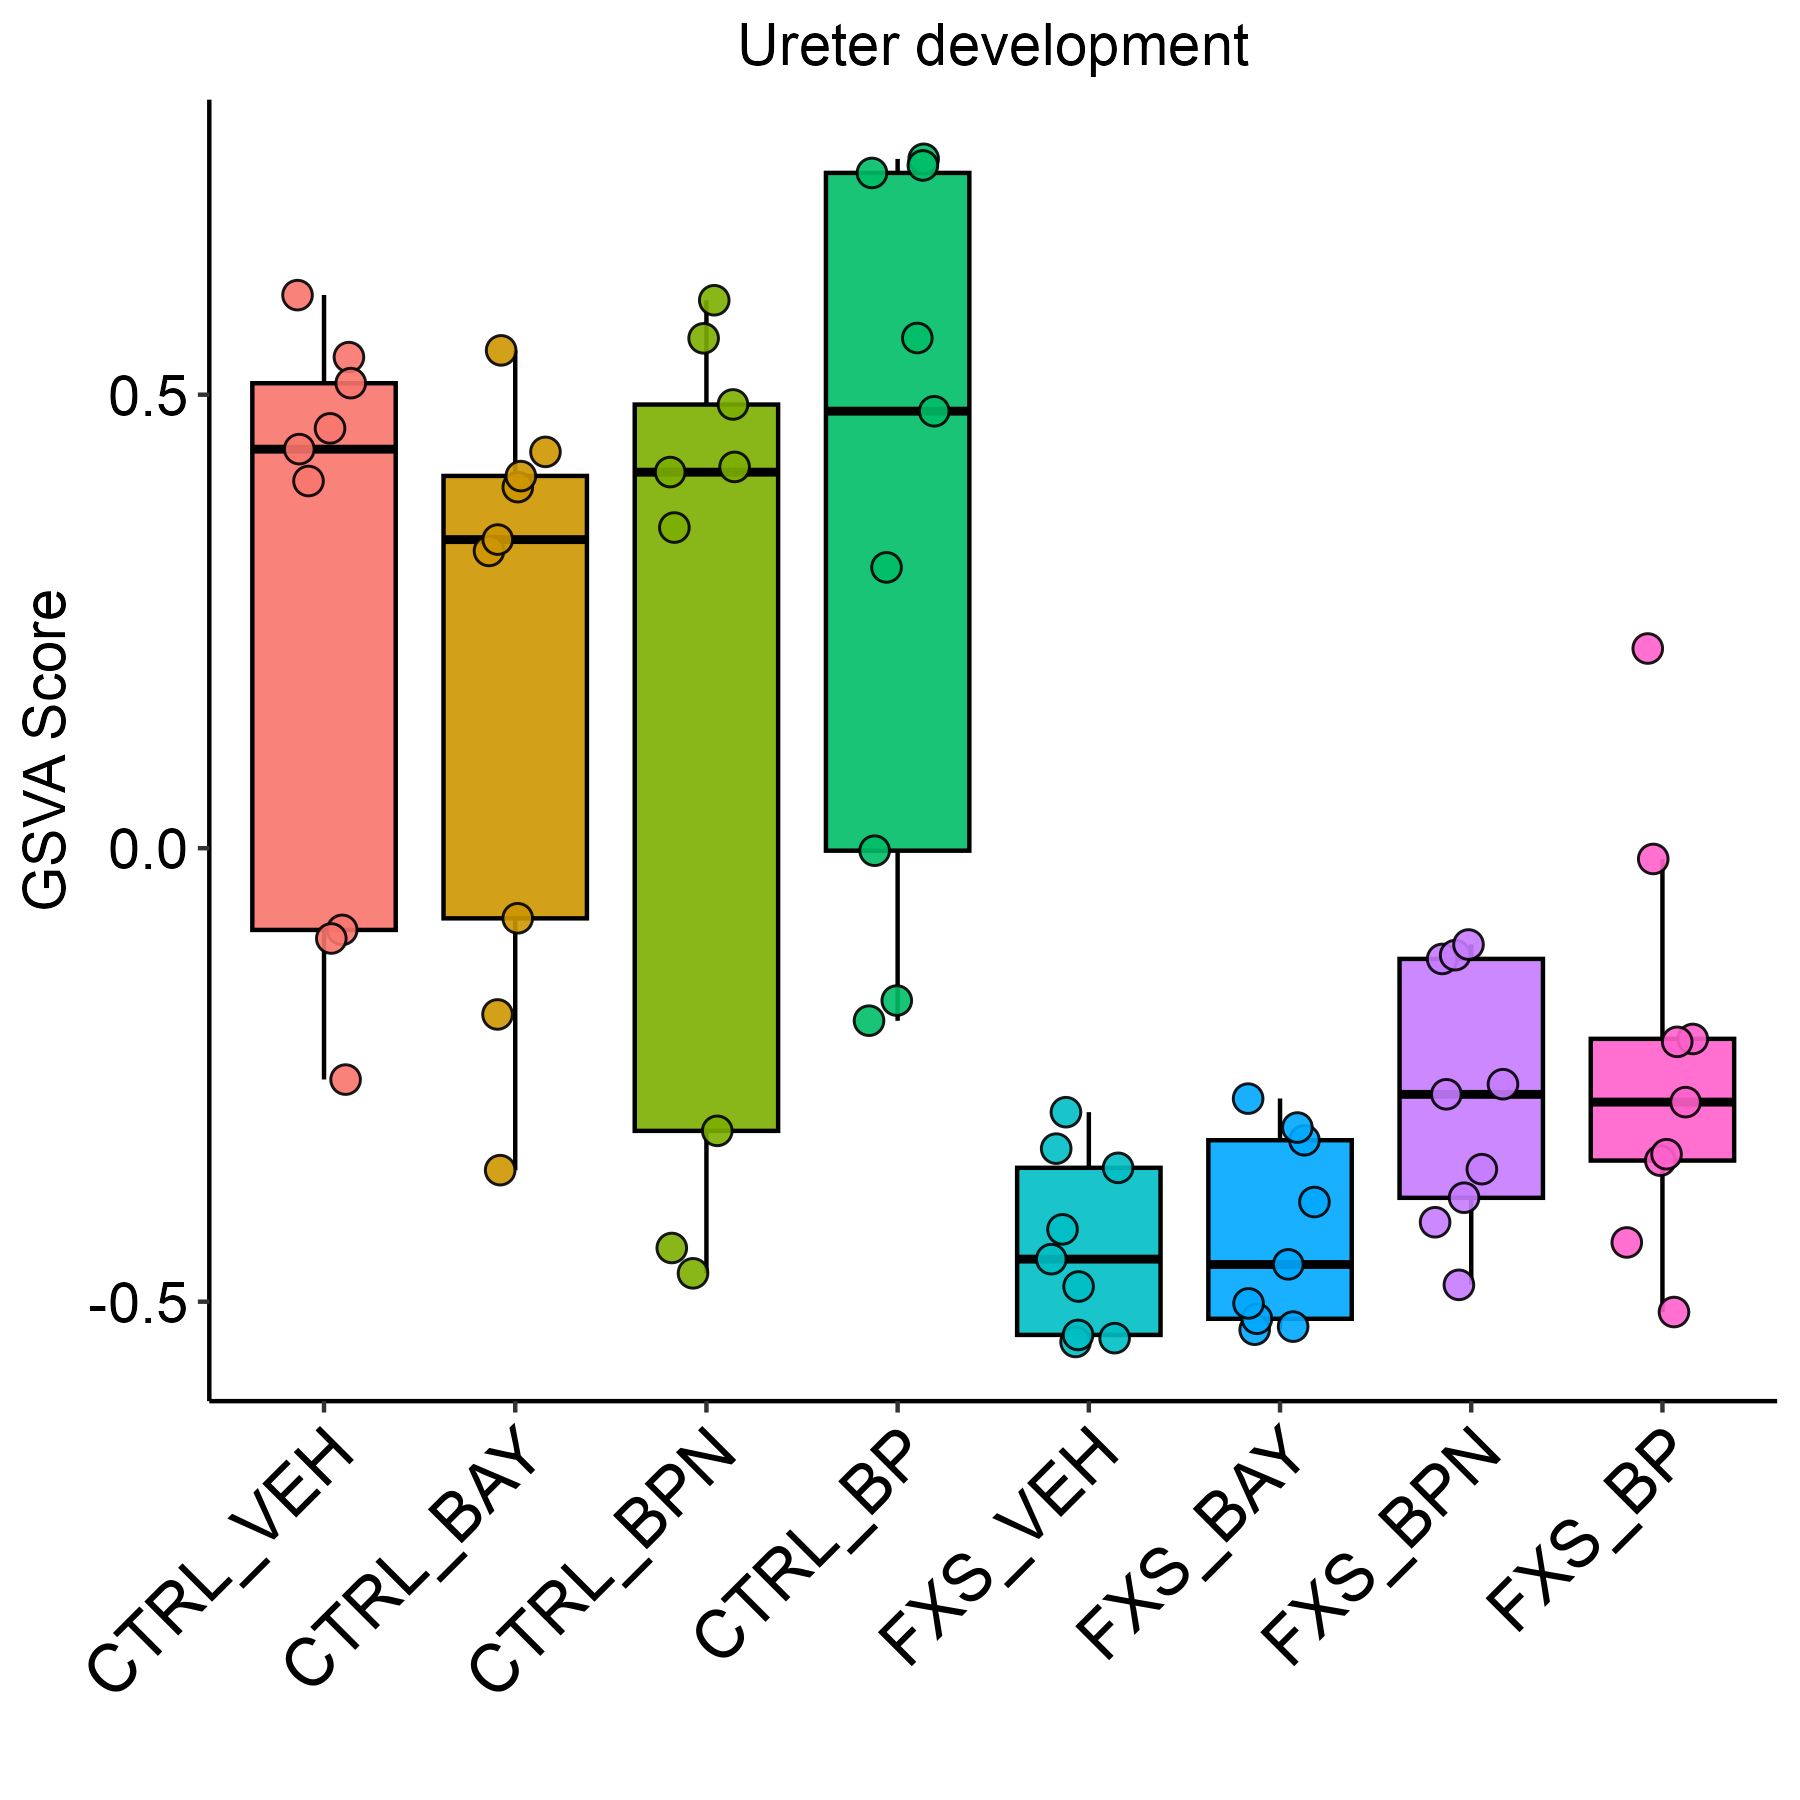 Ureter development
GSVA Score
0.5
0.0
-0.5
CTRL_VEH
CTRL_BAY
CTRL_BPN
CTRL_BP
FXS_VEH
FXS_BAY
FXS_BPN
FXS_BP